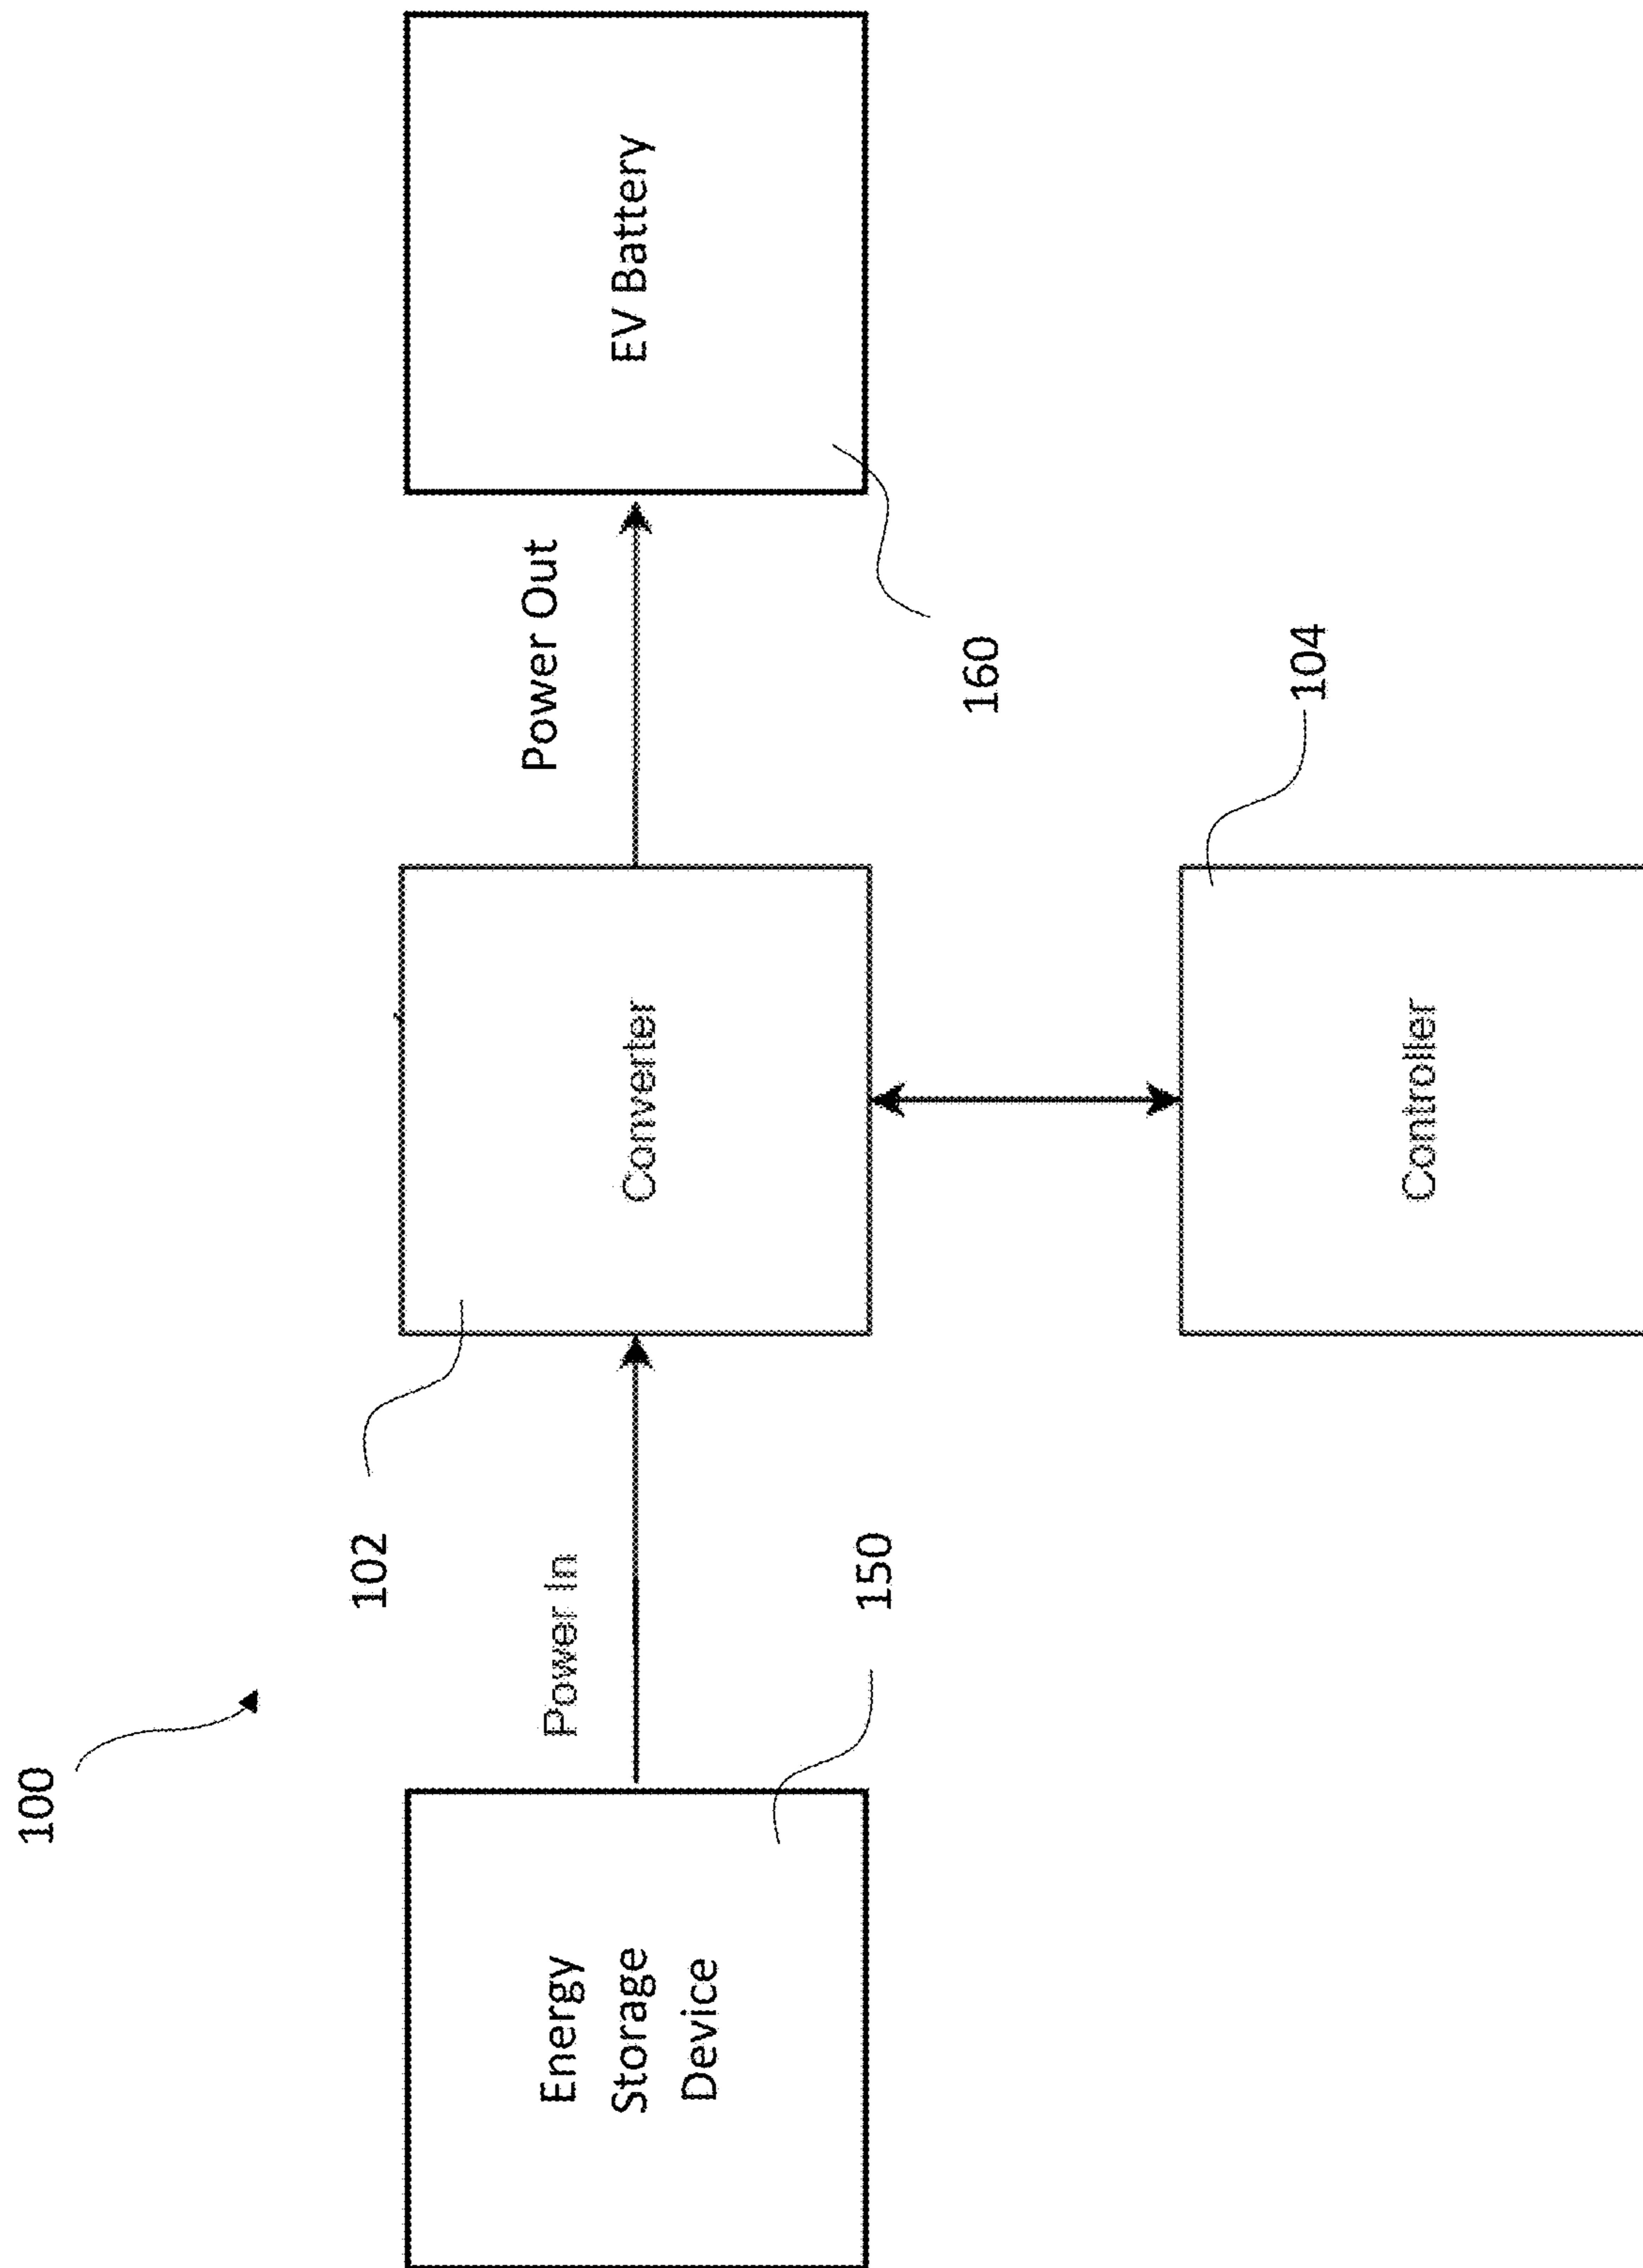 100
102
Power In
Power Out
Energy
Storage
Device
Converter
EV Battery
150
160
104
Controller